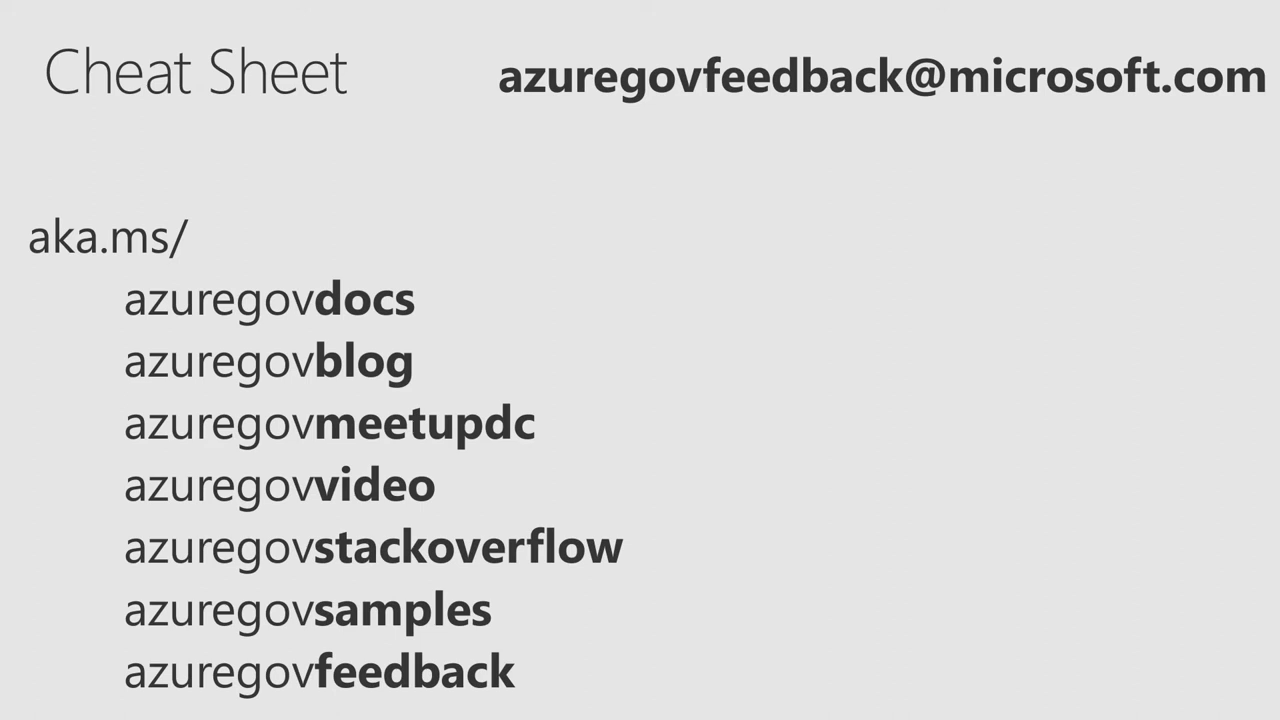 Cheat Sheet
azuregovfeedback@microsoft.com
aka.ms/
azuregovdocs
azuregovblog
azuregovmeetupdc
azuregovvideo
azuregovstackoverflow
azuregovsamples
azuregovfeedback